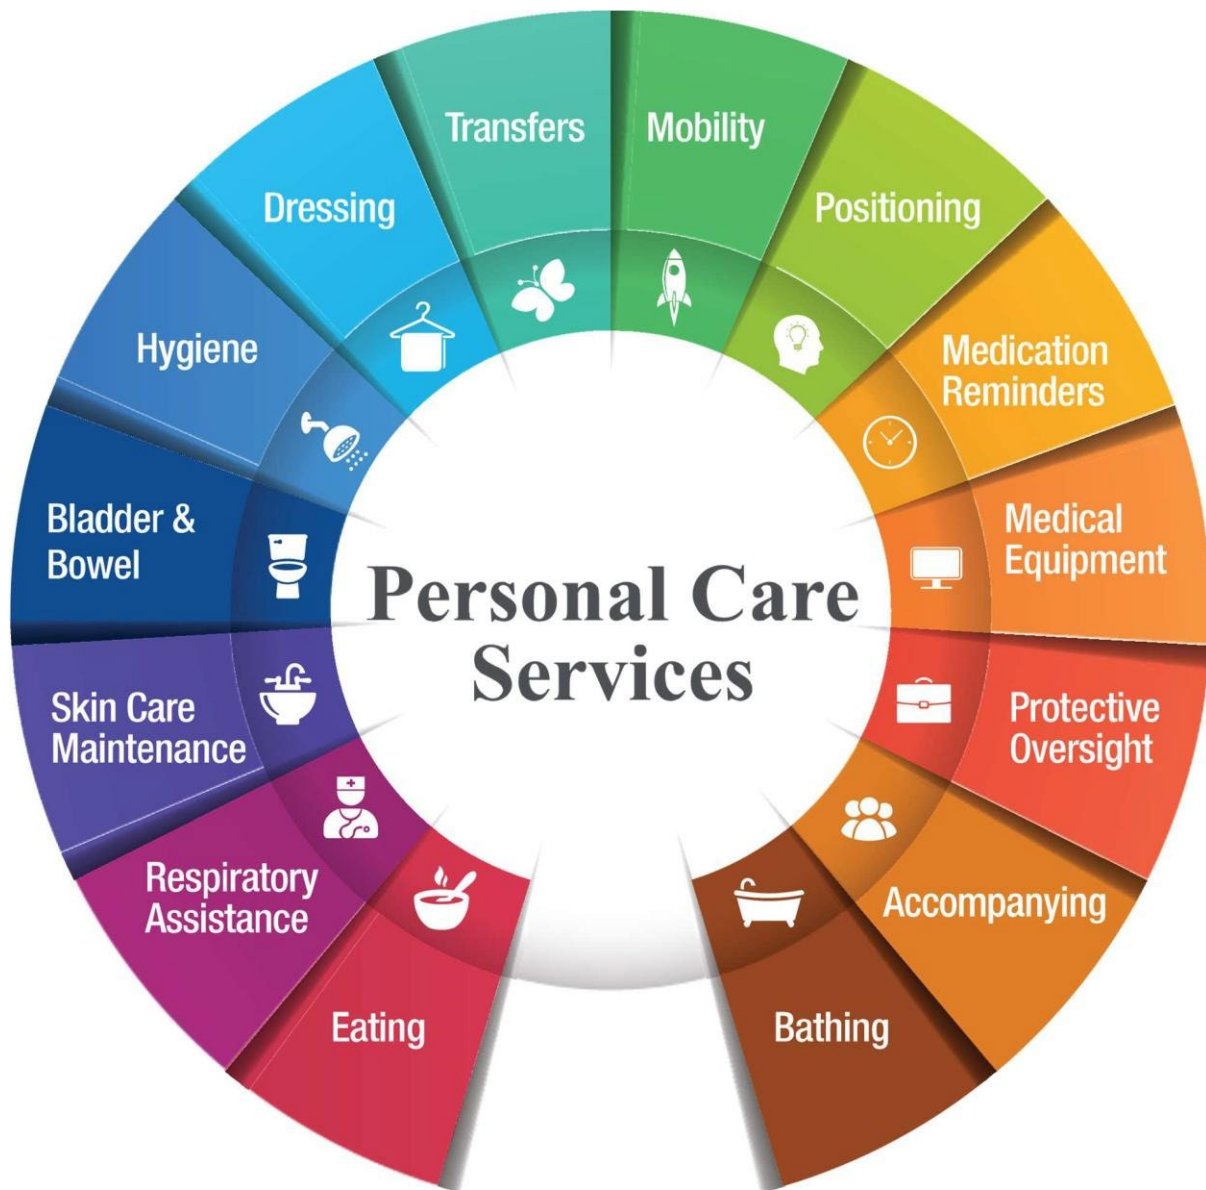 Transfers
Mobility
Dressing
Positioning
Hygiene
Medication
Reminders
Bladder &
Bowel
Medical
Equipment
Personal Care
Services
Skin Care
Maintenance
Protective
Oversight
Respiratory
Assistance
Accompanying
Eating
Bathing